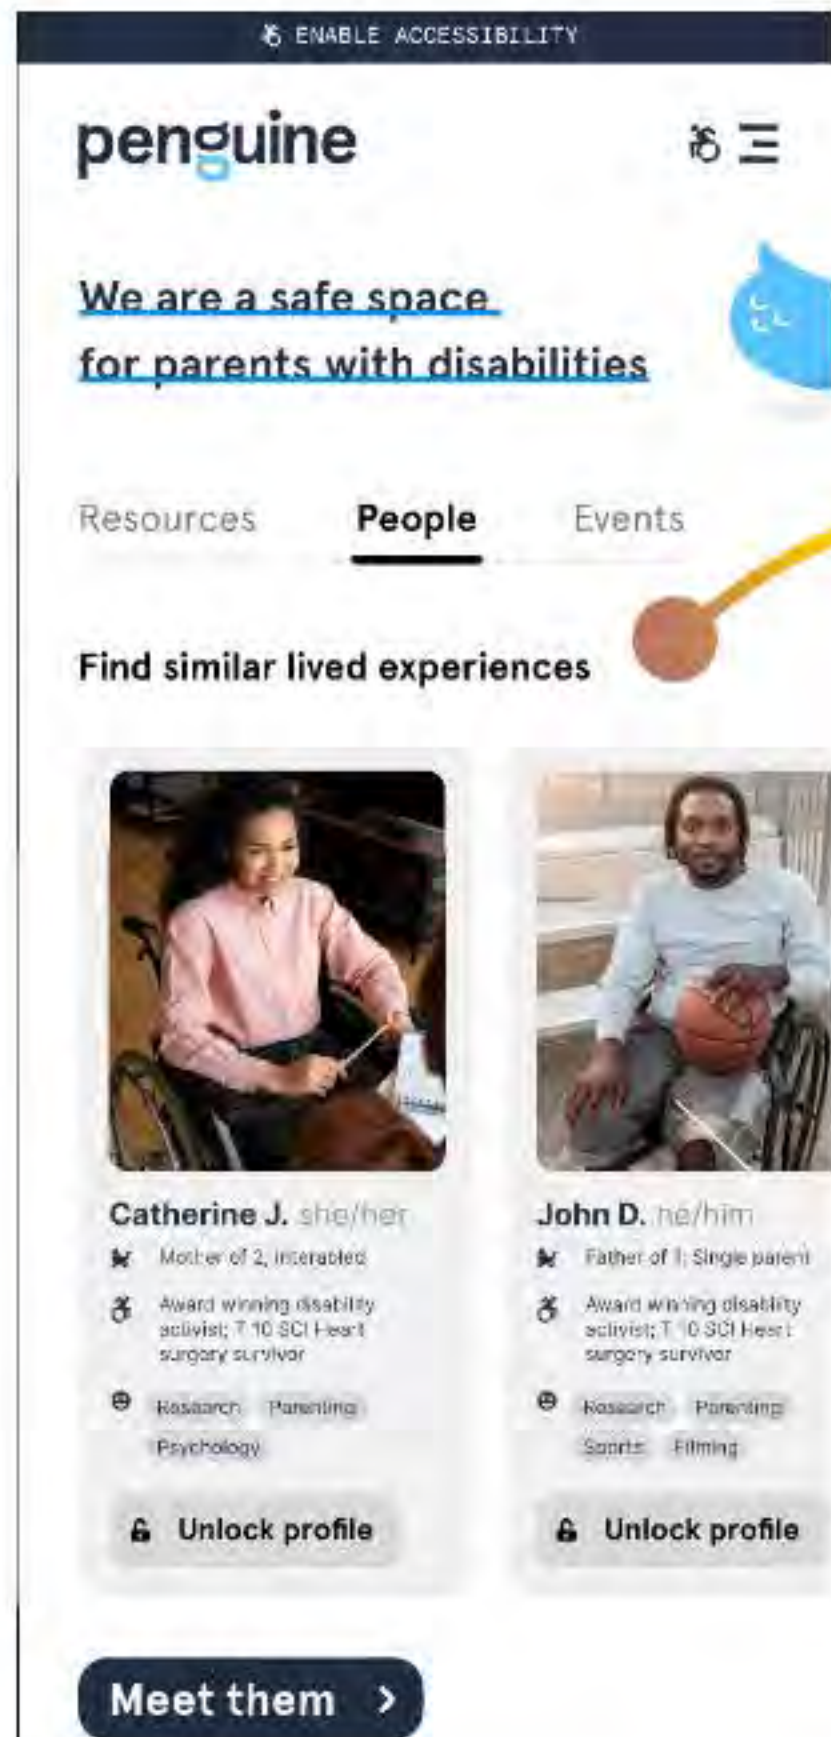 ENABLE ACCESSIBILITY
penguine
We are a safe space
for parents with disabilities
Resources People Events
Find similar lived experiences
Catherine J. she/her
Mother of 2, interabled
Award winning disability
activist; T 10 SCI Heart
surgery survivor
Research Parenting
Psychology
Unlock profile
John D. he/him
Father of 1; Single parent
Award winning disability
activist; T 10 SCI Heart
surgery survivor
Research Parenting
Sports Filming
Unlock profile
Meet them